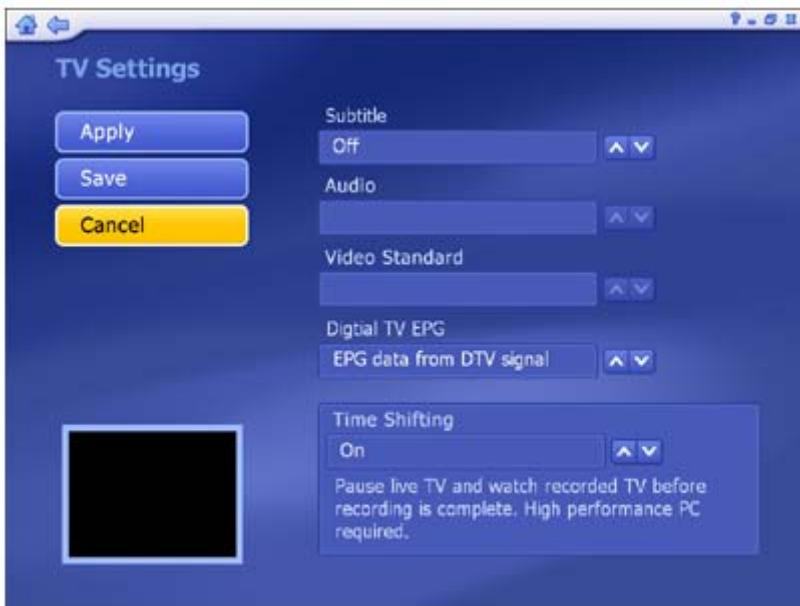 TV Settings
Apply
Save
Cancel
Subtitle
Off
Audio
Video Standard
Digtial TV EPG
EPG data from DTV signal
Time Shifting
On
Pause live TV and watch recorded TV before
recording is complete. High performance PC
required.